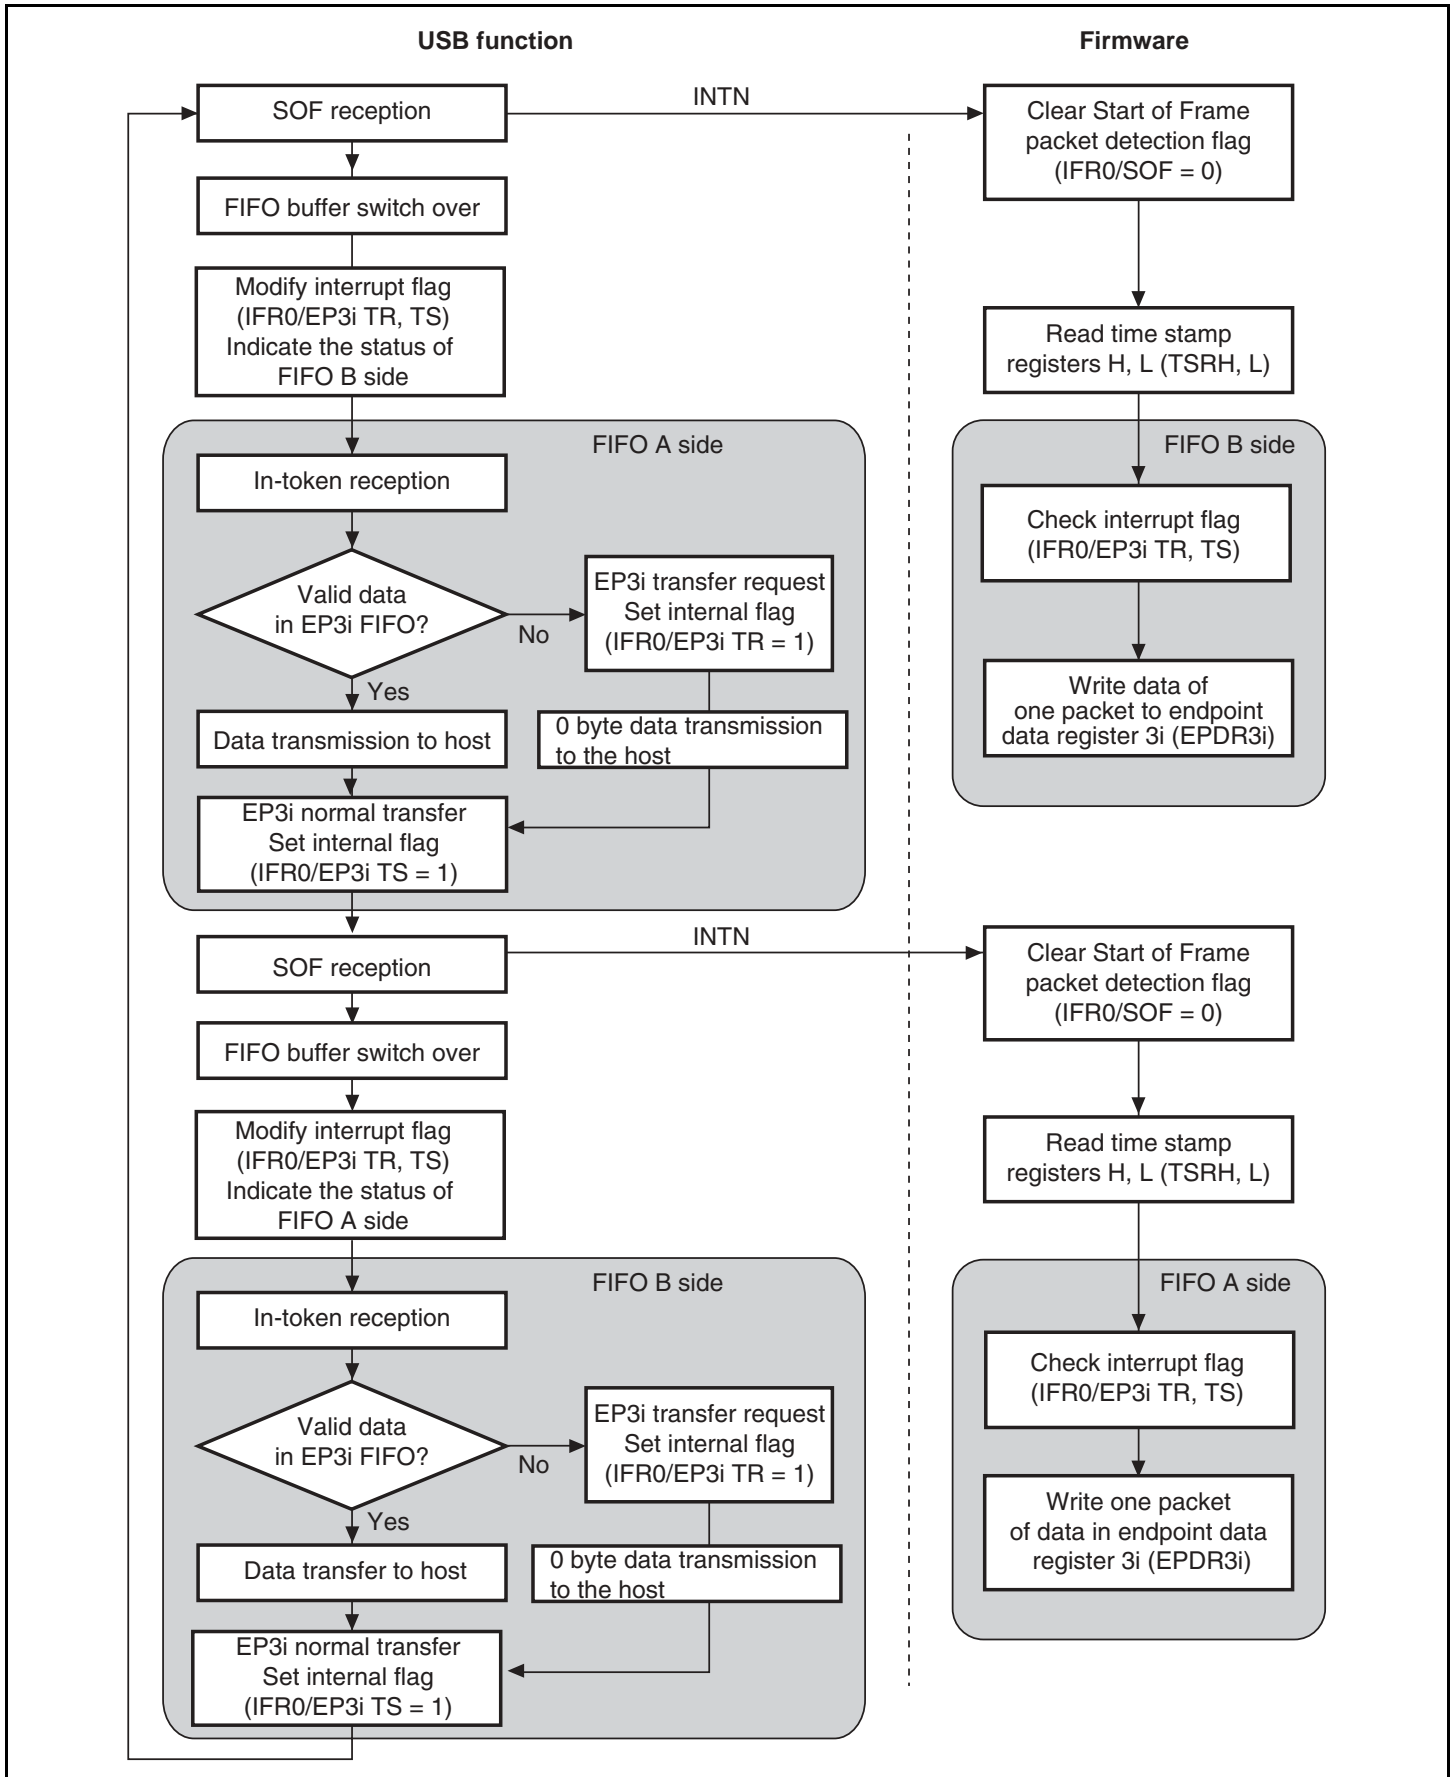 USB function
Firmware
SOF reception
INTN
Clear Start of Frame
packet detection flag
(IFR0/SOF = 0)
FIFO buffer switch over
Modify interrupt flag
(IFR0/EP3i TR, TS)
Indicate the status of
FIFO B side
Read time stamp
registers H, L (TSRH, L)
FIFO A side
In-token reception
Valid data
in EP3i FIFO?
No
EP3i transfer request
Set internal flag
(IFR0/EP3i TR = 1)
Yes
Data transmission to host
0 byte data transmission
to the host
EP3i normal transfer
Set internal flag
(IFR0/EP3i TS = 1)
FIFO B side
Check interrupt flag
(IFR0/EP3i TR, TS)
Write data of
one packet to endpoint
data register 3i (EPDR3i)
SOF reception
INTN
Clear Start of Frame
packet detection flag
(IFR0/SOF = 0)
FIFO buffer switch over
Modify interrupt flag
(IFR0/EP3i TR, TS)
Indicate the status of
FIFO A side
Read time stamp
registers H, L (TSRH, L)
FIFO B side
In-token reception
Valid data
in EP3i FIFO?
No
EP3i transfer request
Set internal flag
(IFR0/EP3i TR = 1)
Yes
Data transfer to host
0 byte data transmission
to the host
EP3i normal transfer
Set internal flag
(IFR0/EP3i TS = 1)
FIFO A side
Check interrupt flag
(IFR0/EP3i TR, TS)
Write one packet
of data in endpoint data
register 3i (EPDR3i)